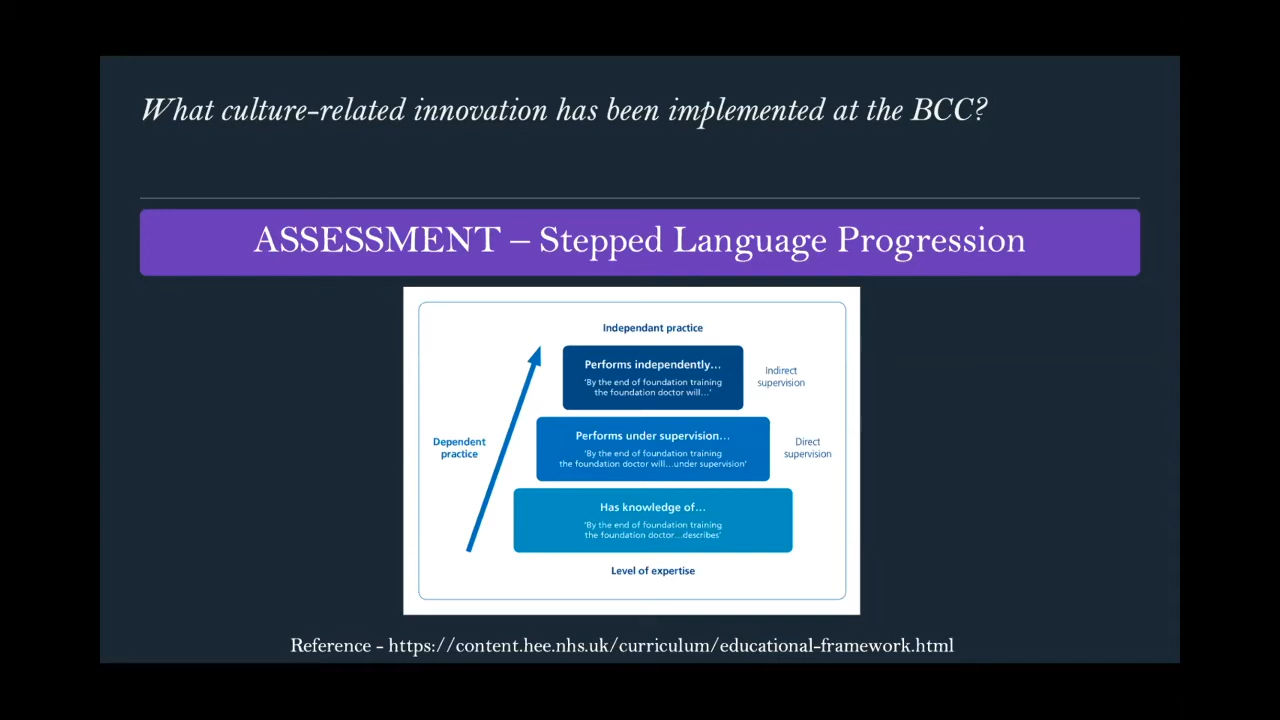 What culture-related innovation has been implemented at the BCC?
ASSESSMENT – Stepped Language Progression
Independant practice
Performs independently...
'By the end of foundation training
the foundation doctor will...'
Indirect
supervision
Performs under supervision...
'By the end of foundation training
the foundation doctor will...under supervision'
Direct
supervision
Dependent
practice
Has knowledge of...
'By the end of foundation training
the foundation doctor...describes'
Level of expertise
Reference - https://content.hee.nhs.uk/curriculum/educational-framework.html